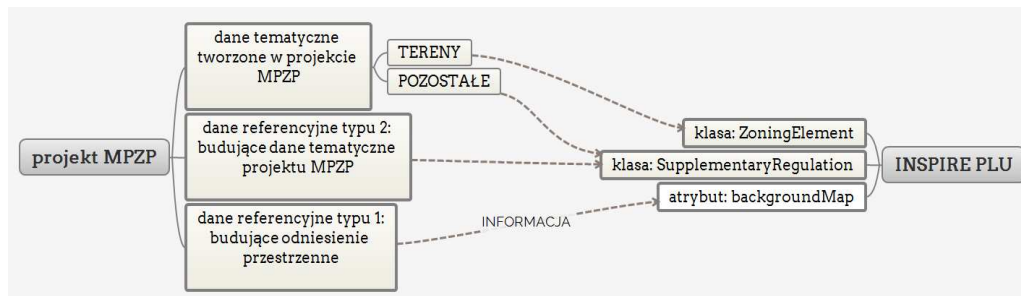 projekt MPZP
dane tematyczne
tworzone w projekcie
MPZP
TERENY
POZOSTAŁE
dane referencyjne typu 2:
budujące dane tematyczne
projektu MPZP
dane referencyjne typu 1:
budujące odniesienie
przestrzenne
INFORMACJA
klasa: ZoningElement
klasa: SupplementaryRegulation
atrybut: backgroundMap
INSPIRE PLU